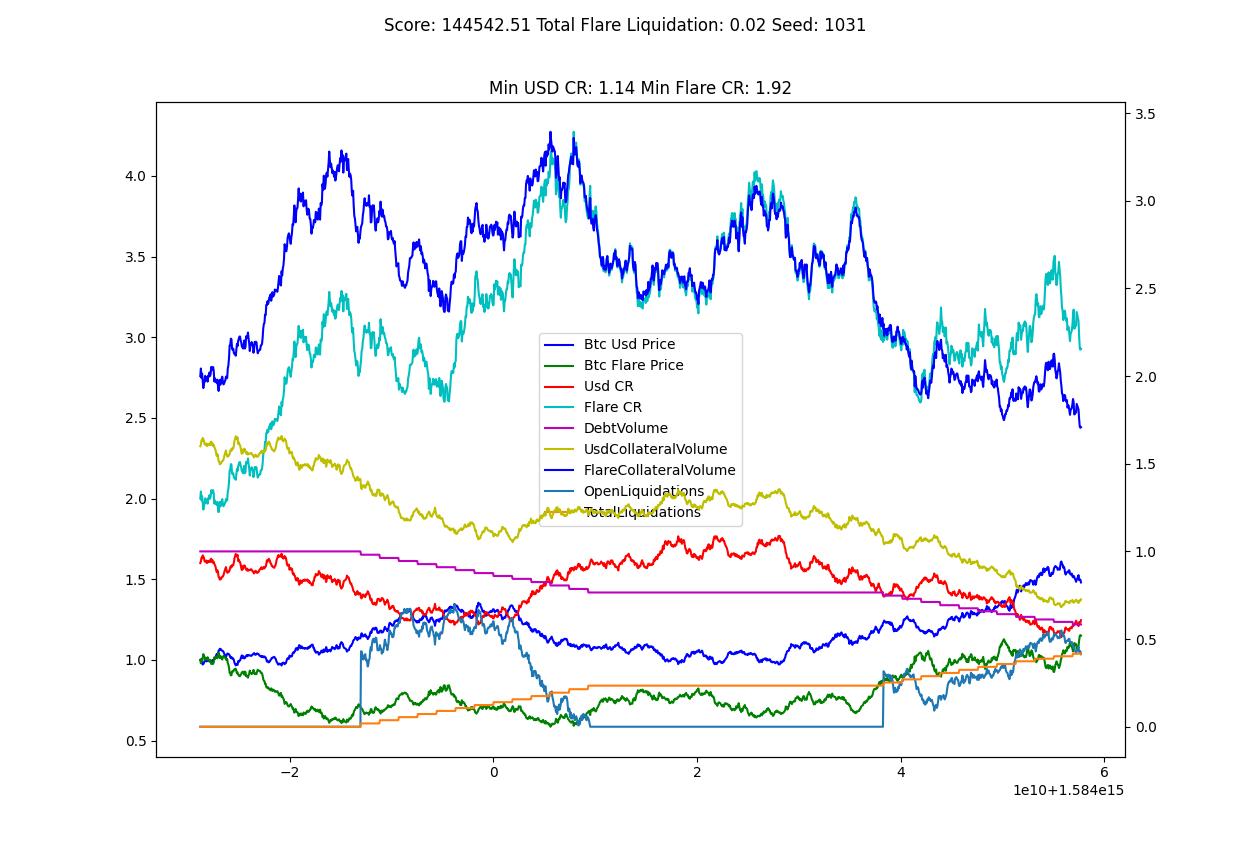 Score: 144542.51 Total Flare Liquidation: 0.02 Seed: 1031
Min USD CR: 1.14 Min Flare CR: 1.92
4.0
3.5
3.0
2.5
2.0
1.5
1.0
0.5
3.5
3.0
2.5
2.0
1.5
1.0
0.5
0.0
Btc Usd Price
Btc Flare Price
Usd CR
Flare CR
DebtVolume
UsdCollateralVolume
FlareCollateralVolume
OpenLiquidations
TotalLiquidations
−2 0 2 4 6
1e10+1.584e15